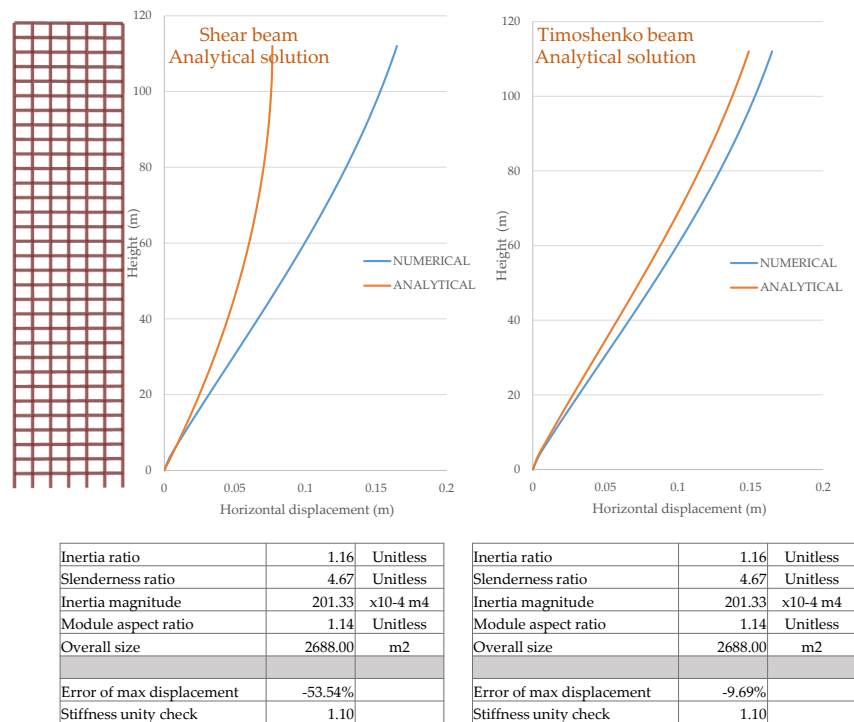 120
100
80
60
40
20
0
Height (m)
Shear beam
Analytical solution
NUMERICAL
ANALYTICAL
0 0.05 0.1 0.15 0.2
Horizontal displacement (m)
120
100
80
60
40
20
0
Height (m)
Timoshenko beam
Analytical solution
NUMERICAL
ANALYTICAL
0 0.05 0.1 0.15 0.2
Horizontal displacement (m)
Inertia ratio 1.16 Unitless
Slenderness ratio 4.67 Unitless
Inertia magnitude 201.33 x10-4 m4
Module aspect ratio 1.14 Unitless
Overall size 2688.00 m2
Error of max displacement -53.54%
Stiffness unity check 1.10
Inertia ratio 1.16 Unitless
Slenderness ratio 4.67 Unitless
Inertia magnitude 201.33 x10-4 m4
Module aspect ratio 1.14 Unitless
Overall size 2688.00 m2
Error of max displacement -9.69%
Stiffness unity check 1.10